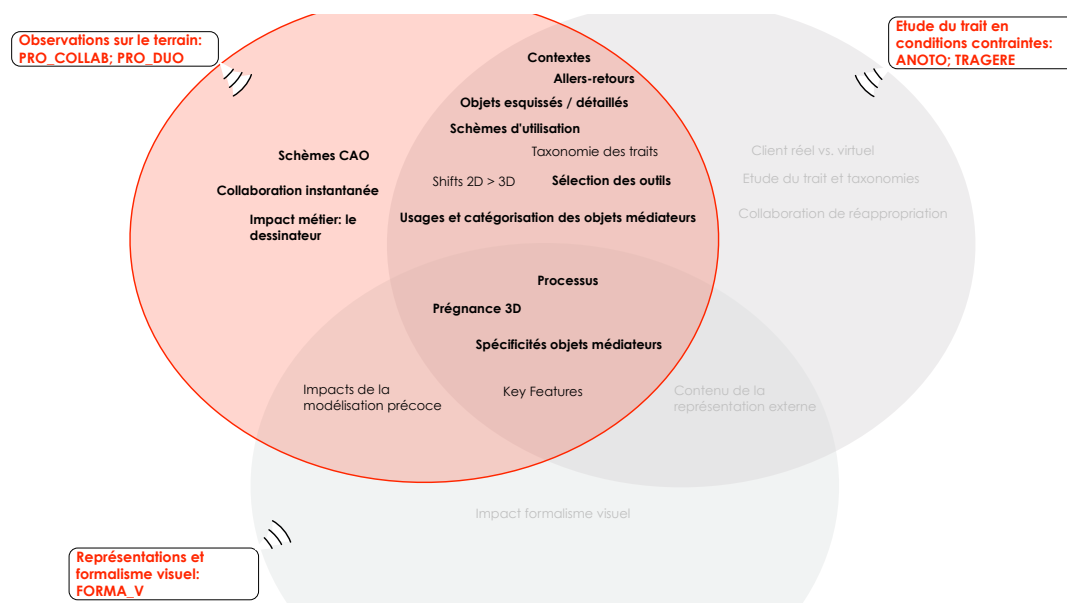 Observations sur le terrain:
PRO_COLLAB; PRO_DUO
Etude du trait en
conditions contraintes:
ANOTO; TRAGERE
Contextes
Allers-retours
Objets esquissés / détaillés
Schèmes d'utilisation
Taxonomie des traits
Schèmes CAO
Client réel vs. virtuel
Shifts 2D > 3D
Sélection des outils
Etude du trait et taxonomies
Collaboration instantanée
Usages et catégorisation des objets médiateurs
Collaboration de réappropriation
Impact métier: le
dessinateur
Processus
Prégnance 3D
Spécificités objets médiateurs
Impacts de la
modélisation précoce
Key Features
Contenu de la
représentation externe
Impact formalisme visuel
Représentations et
formalisme visuel:
FORMA_V